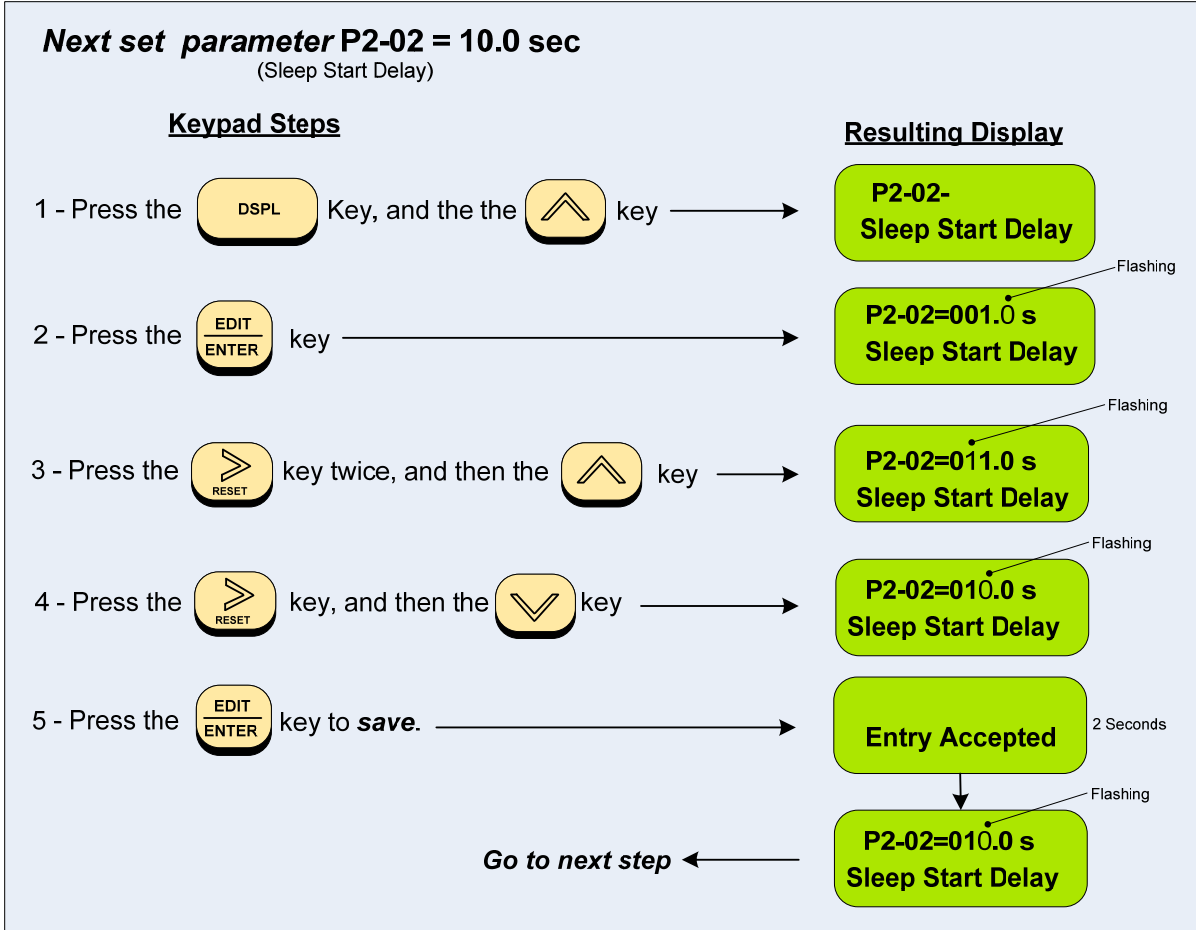 Next set parameter P2-02 = 10.0 sec
(Sleep Start Delay)
Keypad Steps
Resulting Display
1 - Press the DSPL Key, and the the key
P2-02-
Sleep Start Delay
Flashing
2 - Press the EDIT ENTER key
P2-02=001.0 s
Sleep Start Delay
Flashing
3 - Press the RESET key twice, and then the key
P2-02=011.0 s
Sleep Start Delay
Flashing
4 - Press the RESET key, and then the key
P2-02=010.0 s
Sleep Start Delay
5 - Press the EDIT ENTER key to save.
Entry Accepted
2 Seconds
Flashing
P2-02=010.0 s
Sleep Start Delay
Go to next step